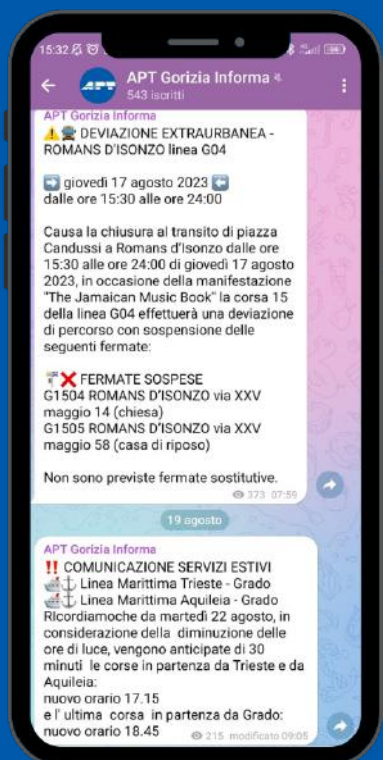 15:32
APT Gorizia Informa
543 iscritti
APT Gorizia Informa
DEVIAZIONE EXTRAURBANEA -
ROMANS D'ISONZO linea G04
giovedì 17 agosto 2023
dalle ore 15:30 alle ore 24:00
Causa la chiusura al transito di piazza
Candussi a Romans d'Isonzo dalle ore
15:30 alle ore 24:00 di giovedì 17 agosto
2023, in occasione della manifestazione
"The Jamaican Music Book" la corsa 15
della linea G04 effettuerà una deviazione
di percorso con sospensione delle
seguenti fermate:
FERMATE SOSPESE
G1504 ROMANS D'ISONZO via XXV
maggio 14 (chiesa)
G1505 ROMANS D'ISONZO via XXV
maggio 58 (casa di riposo)
Non sono previste fermate sostitutive.
373 07:59
19 agosto
APT Gorizia Informa
‼ COMUNICAZIONE SERVIZI ESTIVI
Linea Marittima Trieste - Grado
Linea Marittima Aquileia - Grado
RIcordiamoche da martedì 22 agosto, in
considerazione della diminuzione delle
ore di luce, vengono anticipate di 30
minuti le corse in partenza da Trieste e da
Aquileia:
nuovo orario 17.15
e l' ultima corsa in partenza da Grado:
nuovo orario 18.45
215 modificato 09:05